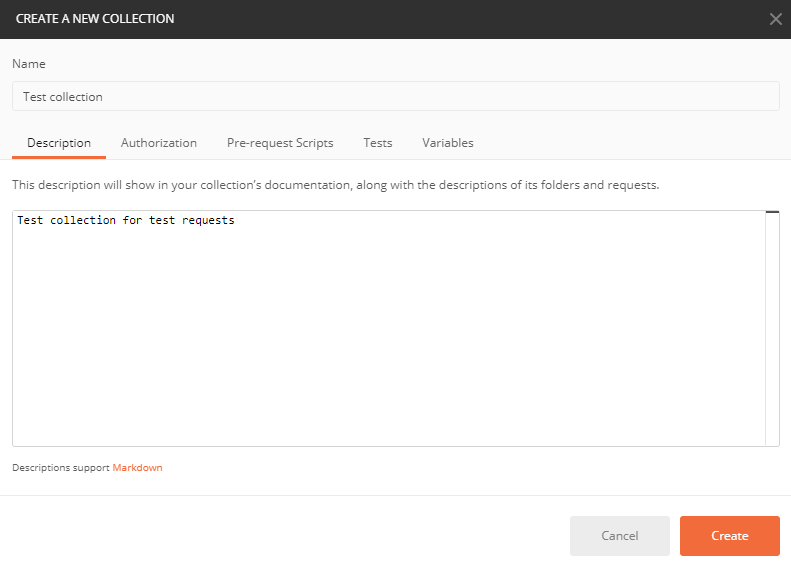 CREATE A NEW COLLECTION
Name
Test collection
Description Authorization Pre-request Scripts Tests Variables
This description will show in your collection's documentation, along with the descriptions of its folders and requests.
Test collection for test requests
Descriptions support Markdown
Cancel Create